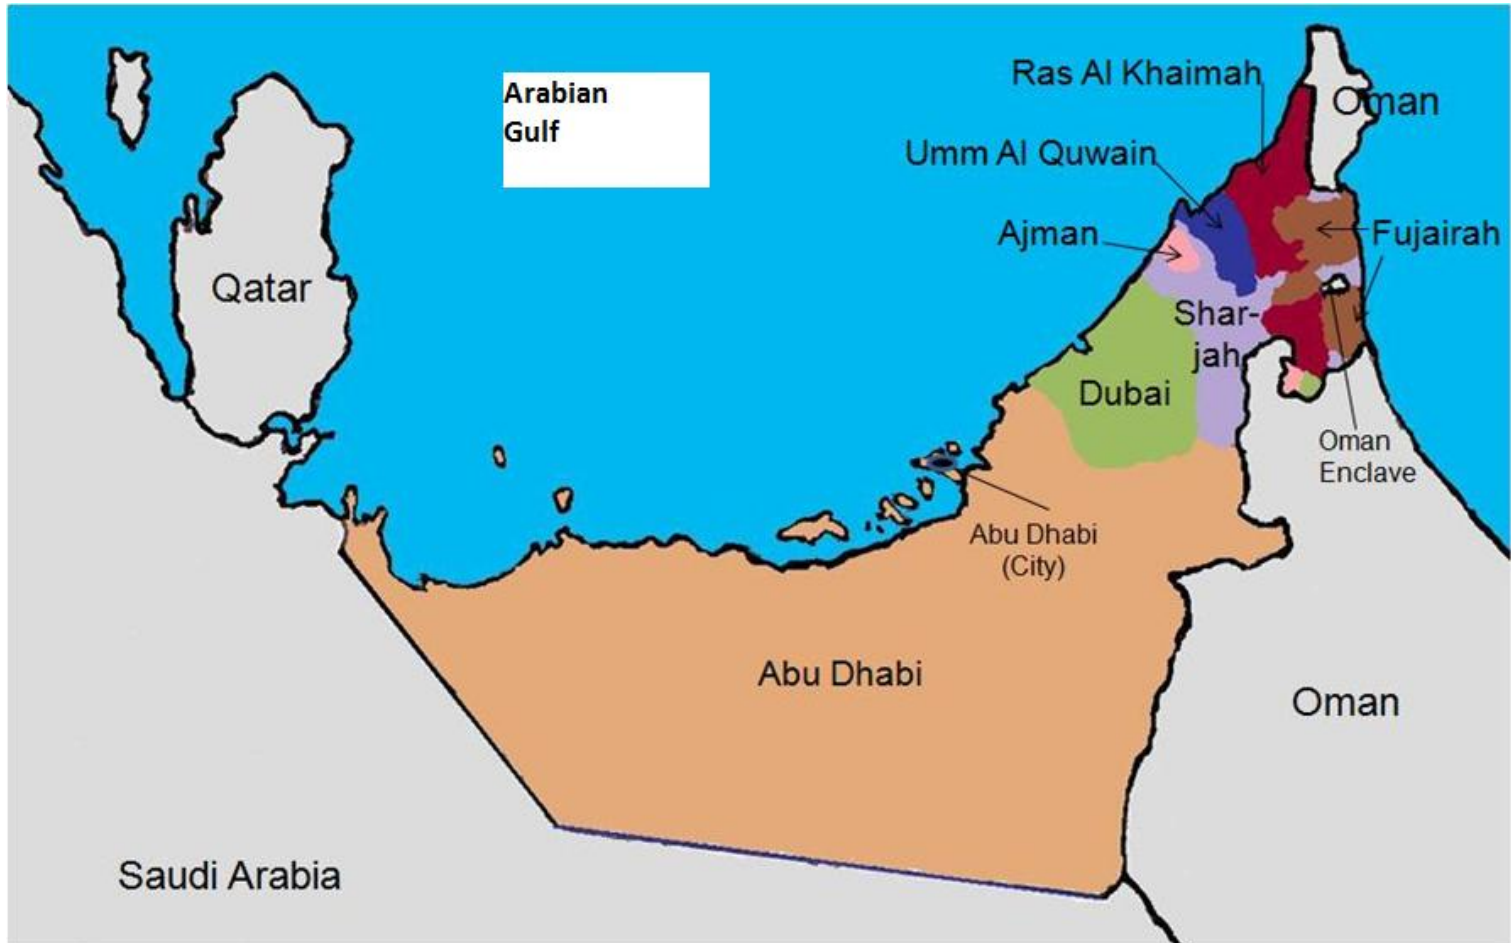 Arabian
Gulf
Ras Al Khaimah
Oman
Umm Al Quwain
Ajman
Fujairah
Qatar
Shar-
jah
Dubai
Oman
Enclave
Abu Dhabi
(City)
Abu Dhabi
Oman
Saudi Arabia